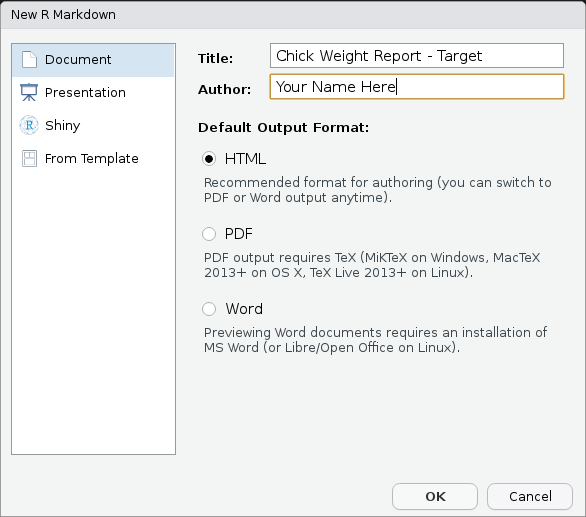 New R Markdown
Document
Presentation
R Shiny
From Template
Title: Chick Weight Report - Target
Author: Your Name Here
Default Output Format:
HTML
Recommended format for authoring (you can switch to
PDF or Word output anytime).
PDF
PDF output requires TeX (MiKTeX on Windows, MacTeX
2013+ on OS X, TeX Live 2013+ on Linux).
Word
Previewing Word documents requires an installation of
MS Word (or Libre/Open Office on Linux).
OK Cancel